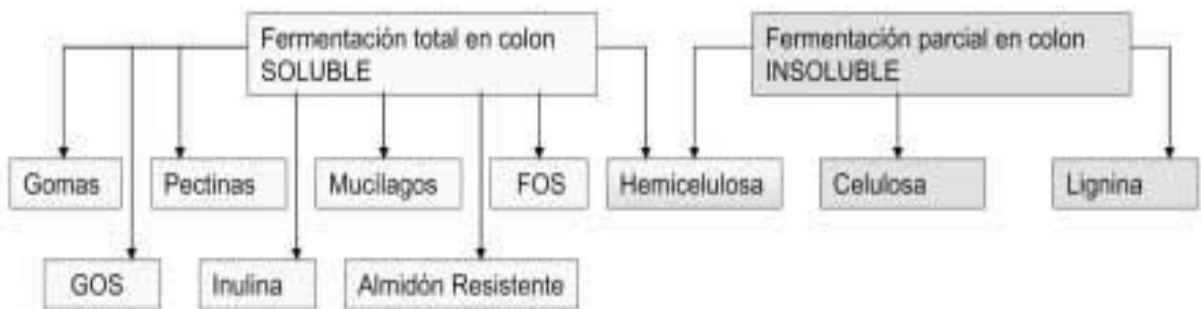 Fermentación total en colon
SOLUBLE
Fermentación parcial en colon
INSOLUBLE
Gomas
Pectinas
Mucílagos
FOS
Hemicelulosa
Celulosa
Lignina
GOS
Inulina
Almidón Resistente